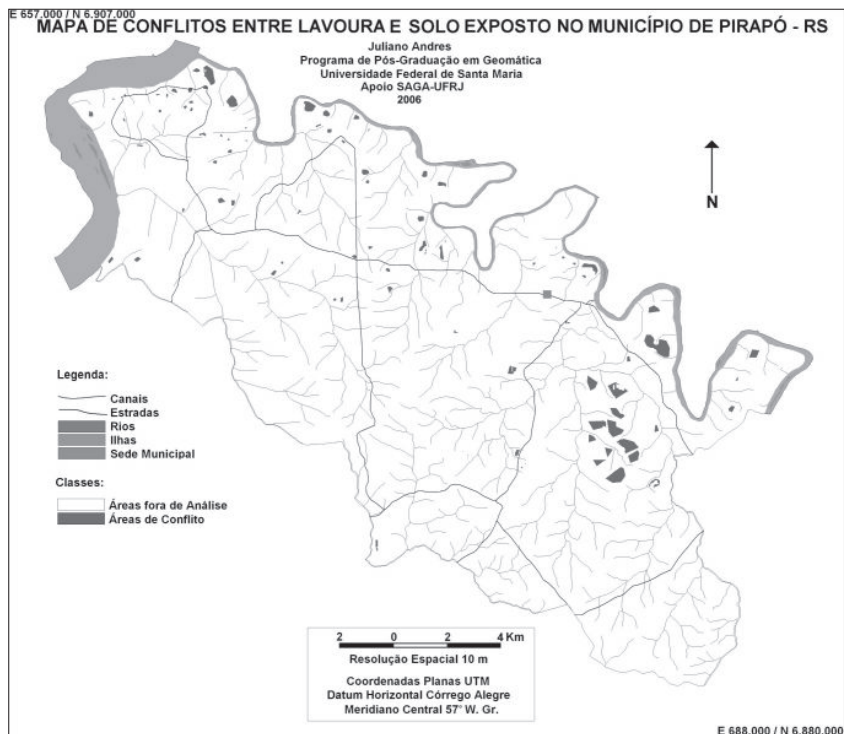 E 657.000 / N 6.907.000
MAPA DE CONFLITOS ENTRE LAVOURA E SOLO EXPOSTO NO MUNICÍPIO DE PIRAPÓ - RS
Juliano Andres
Programa de Pós-Graduação em Geomática
Universidade Federal de Santa Maria
Apoio SAGA-UFRJ
2006
N
Legenda:
Canais
Estradas
Rios
Ilhas
Sede Municipal
Classes:
Áreas fora de Análise
Áreas de Conflito
2 0 2 4 Km
Resolução Espacial 10 m
Coordenadas Planas UTM
Datum Horizontal Córrego Alegre
Meridiano Central 57° W. Gr.
E 688.000 / N 6.880.000